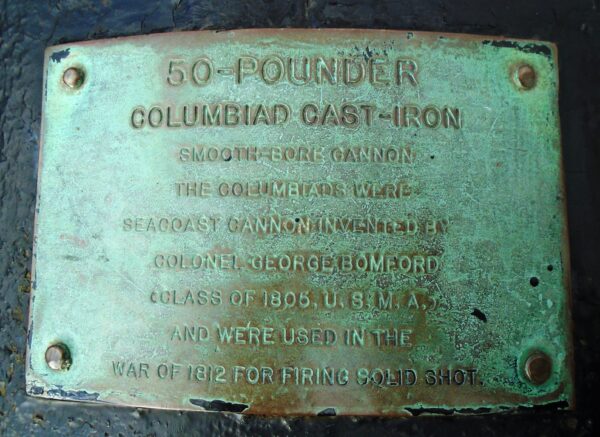 50-POUNDER
COLUMBIAD CAST-IRON
SMOOTH-BORE CANNON
THE COLUMBIADS WERE
SEACOAST CANNON INVENTED BY
COLONEL GEORGE BOMFORD
(CLASS OF 1805, U.S.M.A.)
AND WERE USED IN THE
WAR OF 1812 FOR FIRING SOLID SHOT.